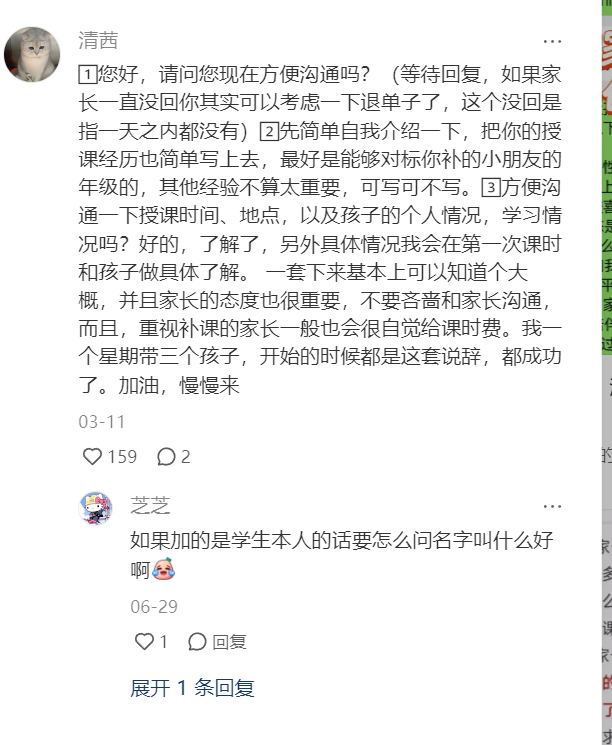 清茜
1您好，请问您现在方便沟通吗？（等待回复，如果家
长一直没回你其实可以考虑一下退单子了，这个没回是
指一天之内都没有）2先简单自我介绍一下，把你的授
课经历也简单写上去，最好是能够对标你补的小朋友的
年级的，其他经验不算太重要，可写可不写。3方便沟
通一下授课时间、地点，以及孩子的个人情况，学习情
况吗？好的，了解了，另外具体情况我会在第一次课时
和孩子做具体了解。 一套下来基本上可以知道个大
概，并且家长的态度也很重要，不要吝啬和家长沟通，
而且，重视补课的家长一般也会很自觉给课时费。我一
个星期带三个孩子，开始的时候都是这套说辞，都成功
了。加油，慢慢来
03-11
159 2
芝芝
如果加的是学生本人的话要怎么问名字叫什么好
啊😂
06-29
1 回复
展开 1 条回复